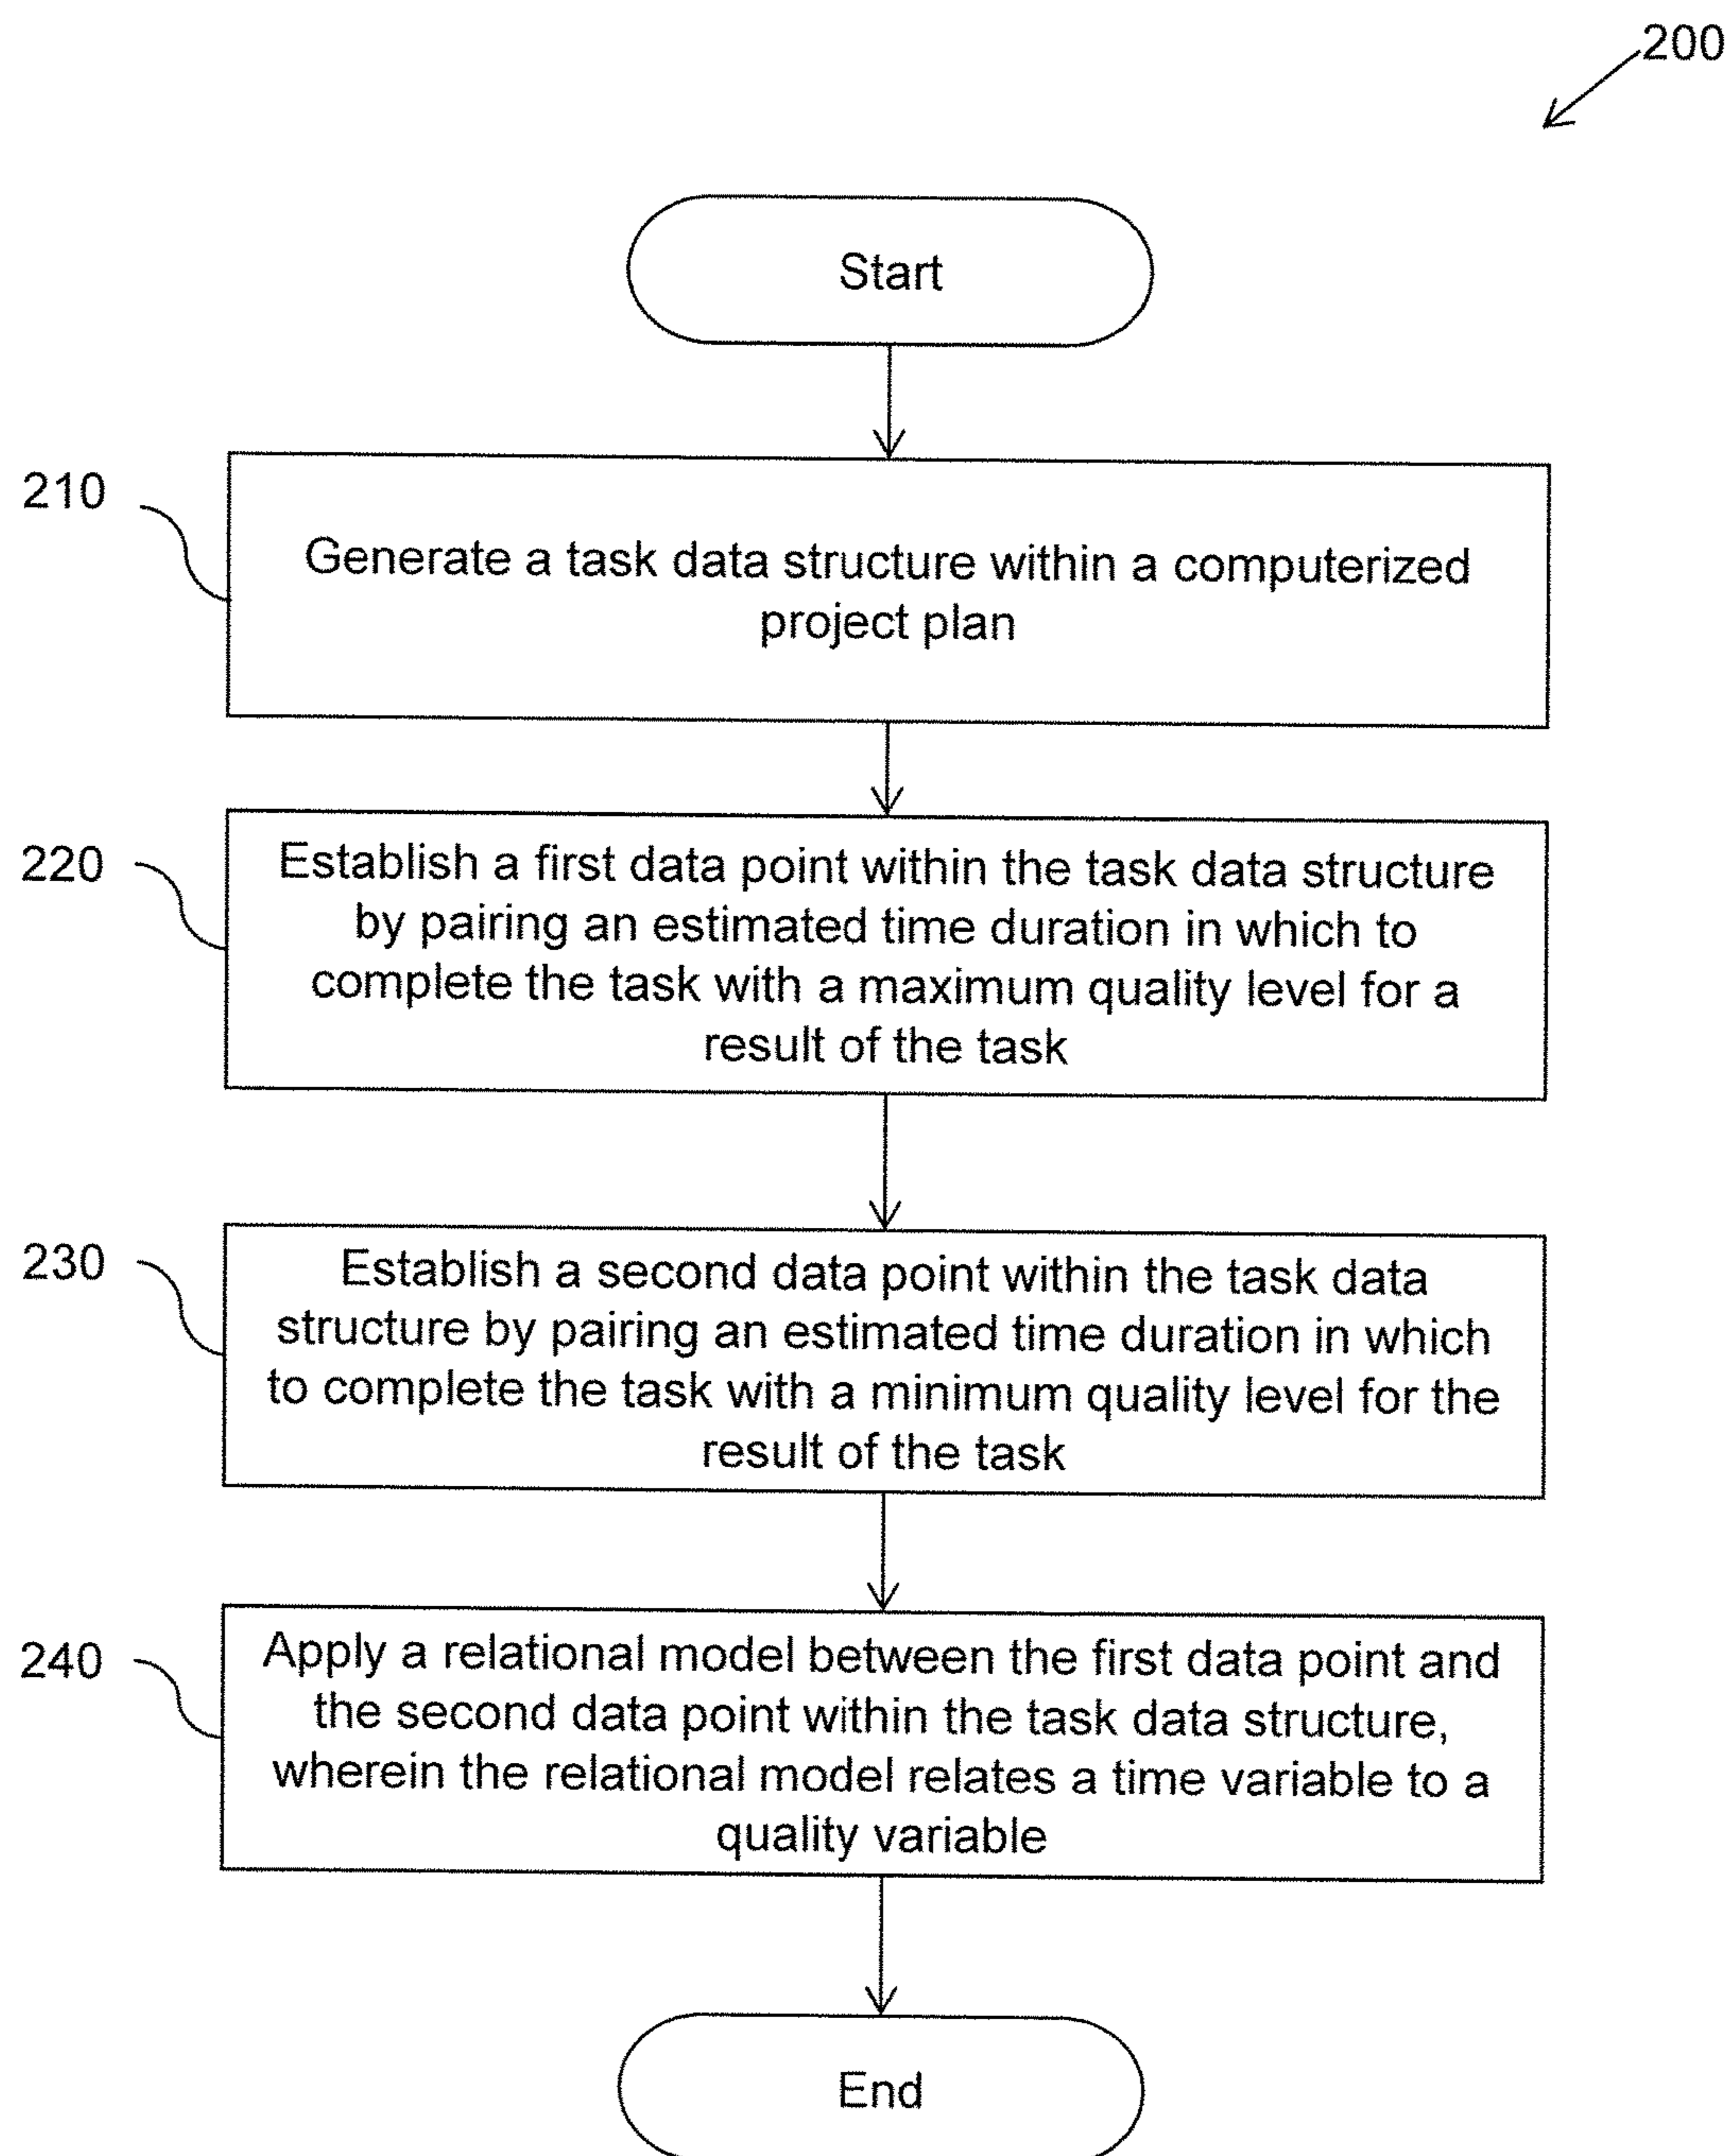 200
Start
210
Generate a task data structure within a computerized
project plan
220
Establish a first data point within the task data structure
by pairing an estimated time duration in which to
complete the task with a maximum quality level for a
result of the task
230
Establish a second data point within the task data
structure by pairing an estimated time duration in which
to complete the task with a minimum quality level for the
result of the task
240
Apply a relational model between the first data point and
the second data point within the task data structure,
wherein the relational model relates a time variable to a
quality variable
End